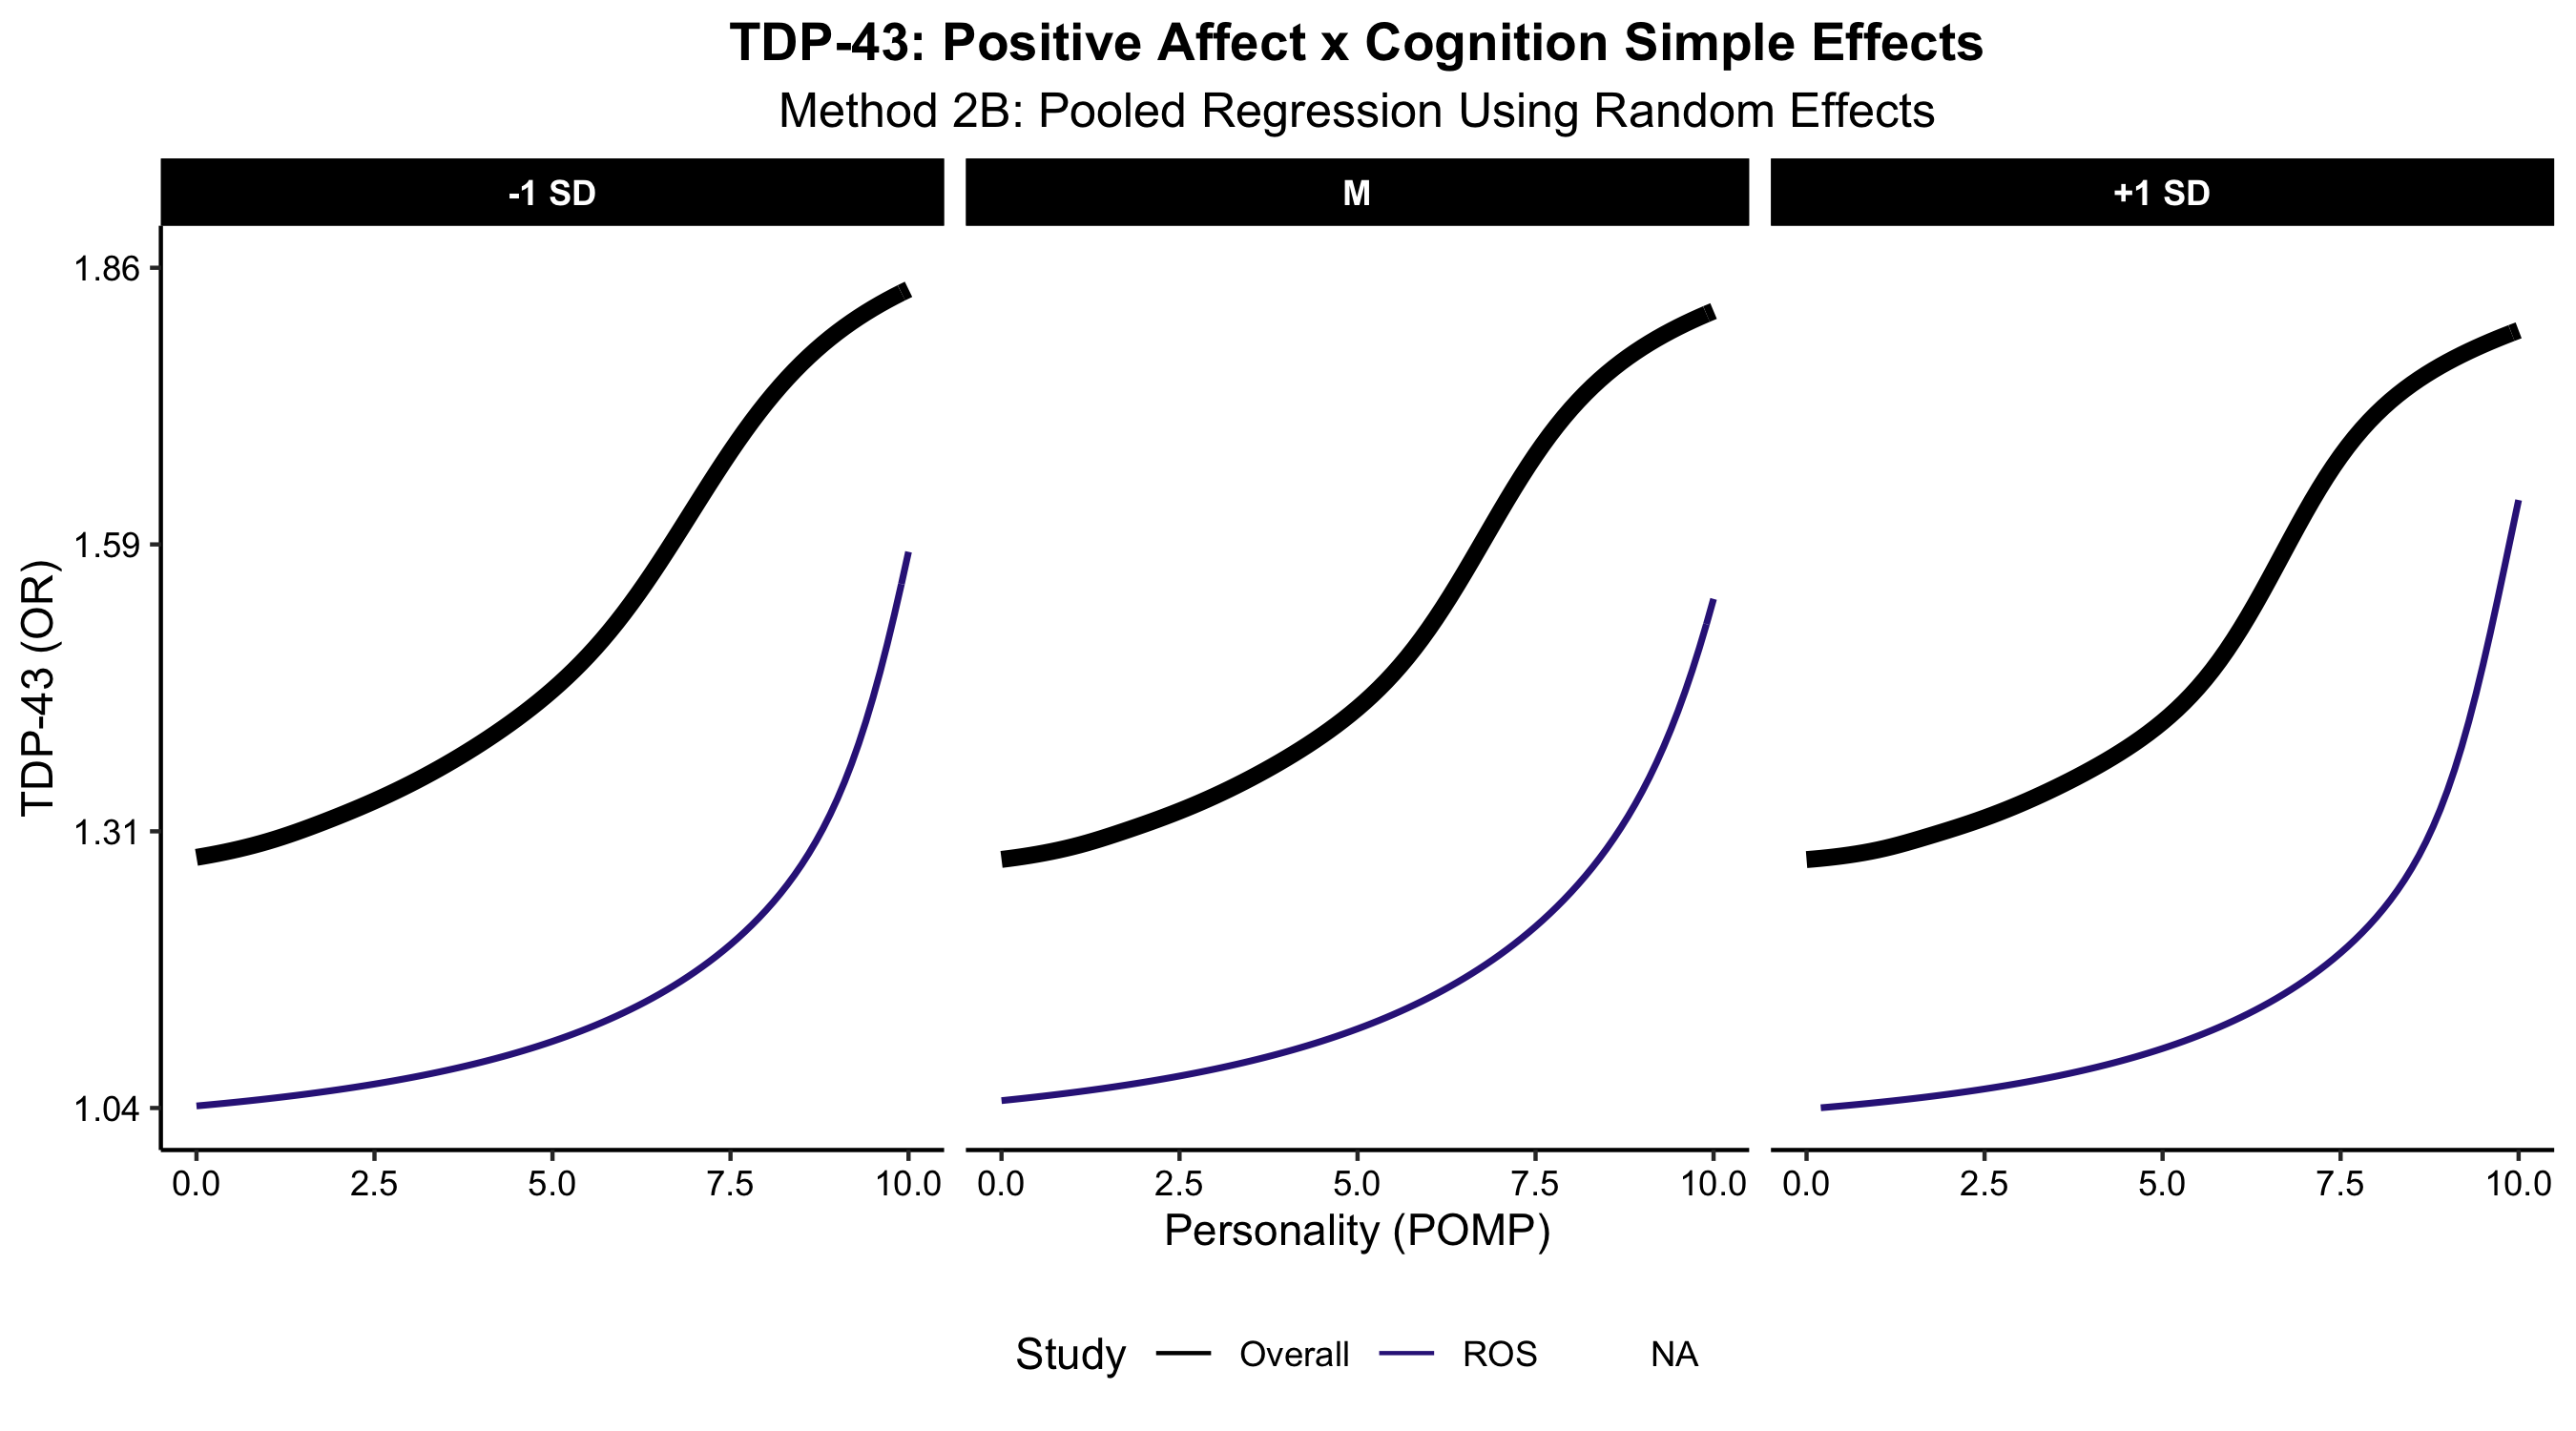 TDP-43: Positive Affect x Cognition Simple Effects
Method 2B: Pooled Regression Using Random Effects
-1 SD M +1 SD
TDP-43 (OR)
1.86
1.59
1.31
1.04
0.0 2.5 5.0 7.5 10.0 0.0 2.5 5.0 7.5 10.0 0.0 2.5 5.0 7.5 10.0
Personality (POMP)
Study Overall ROS NA